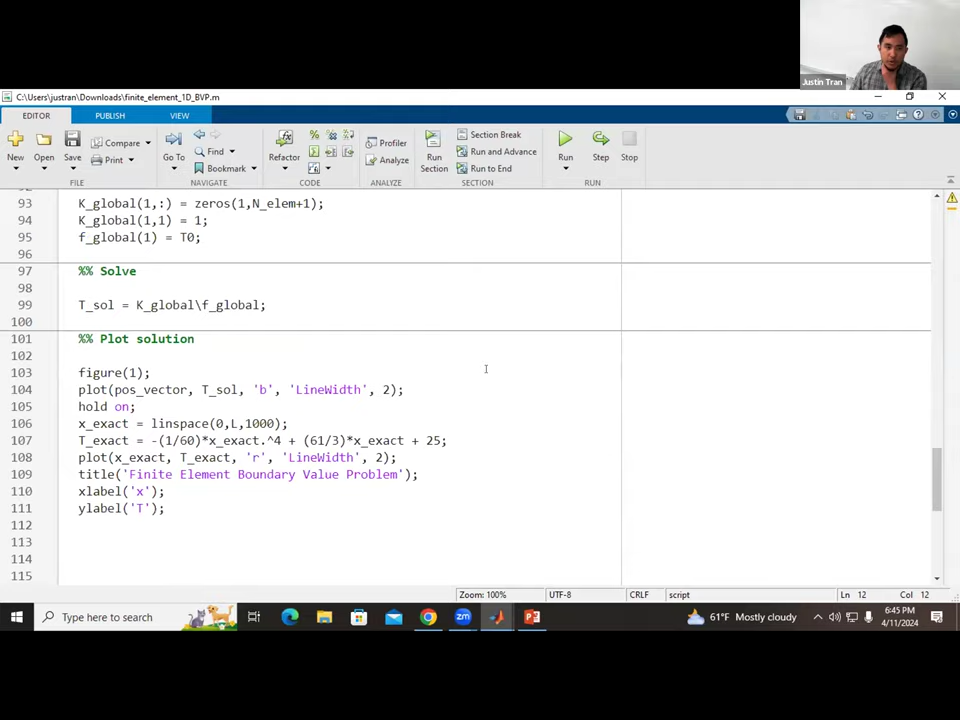 Justin Tran
C:\Users\justran\Downloads\finite_element_1D_BVP.m
EDITOR PUBLISH VIEW
New Open Save Compare Print Go To Find Bookmark Refactor Profiler Analyze Run Section Section Break Run and Advance Run to End Run Step Stop
FILE NAVIGATE CODE ANALYZE SECTION RUN
93 K_global(1,:) = zeros(1,N_elem+1);
94 K_global(1,1) = 1;
95 f_global(1) = T0;
96
97 %% Solve
98
99 T_sol = K_global\f_global;
100
101 %% Plot solution
102
103 figure(1);
104 plot(pos_vector, T_sol, 'b', 'LineWidth', 2);
105 hold on;
106 x_exact = linspace(0,L,1000);
107 T_exact = -(1/60)*x_exact.^4 + (61/3)*x_exact + 25;
108 plot(x_exact, T_exact, 'r', 'LineWidth', 2);
109 title('Finite Element Boundary Value Problem');
110 xlabel('x');
111 ylabel('T');
112
113
114
115
Zoom: 100% UTF-8 CRLF script Ln 12 Col 12
Type here to search 61°F Mostly cloudy 6:45 PM
4/11/2024